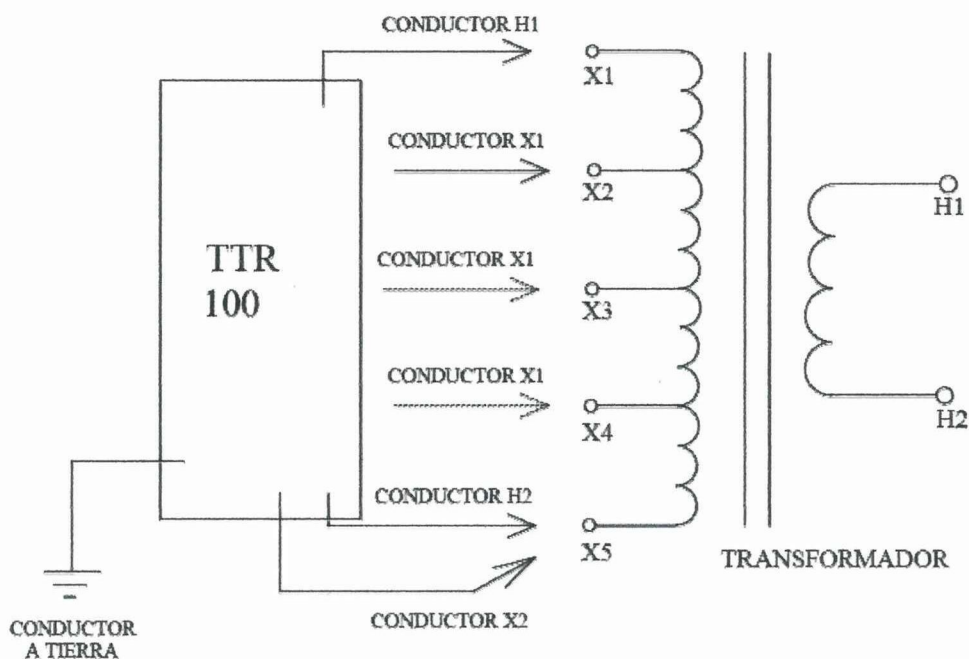 CONDUCTOR H1
X1
CONDUCTOR X1
X2
H1
TTR
100
CONDUCTOR X1
X3
CONDUCTOR X1
X4
H2
CONDUCTOR H2
X5
TRANSFORMADOR
CONDUCTOR X2
CONDUCTOR
A TIERRA